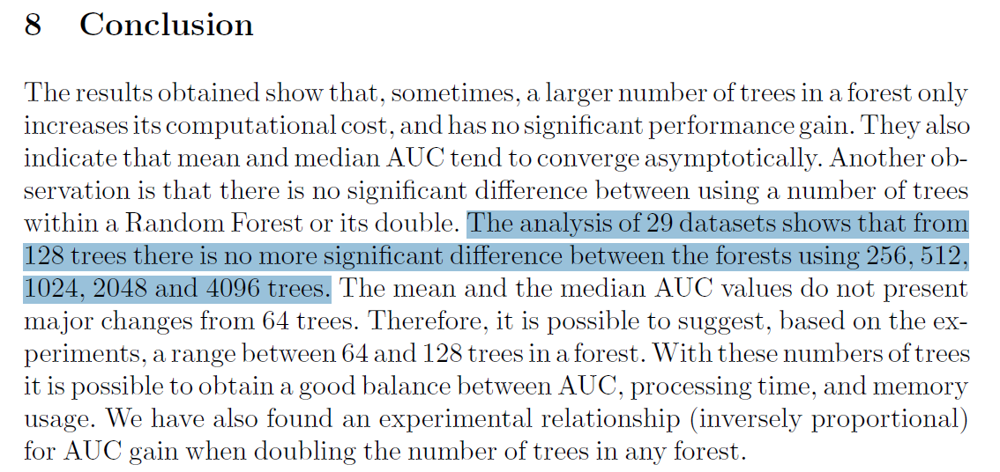 8 Conclusion
The results obtained show that, sometimes, a larger number of trees in a forest only
increases its computational cost, and has no significant performance gain. They also
indicate that mean and median AUC tend to converge asymptotically. Another ob-
servation is that there is no significant difference between using a number of trees
within a Random Forest or its double. The analysis of 29 datasets shows that from
128 trees there is no more significant difference between the forests using 256, 512,
1024, 2048 and 4096 trees. The mean and the median AUC values do not present
major changes from 64 trees. Therefore, it is possible to suggest, based on the ex-
periments, a range between 64 and 128 trees in a forest. With these numbers of trees
it is possible to obtain a good balance between AUC, processing time, and memory
usage. We have also found an experimental relationship (inversely proportional)
for AUC gain when doubling the number of trees in any forest.